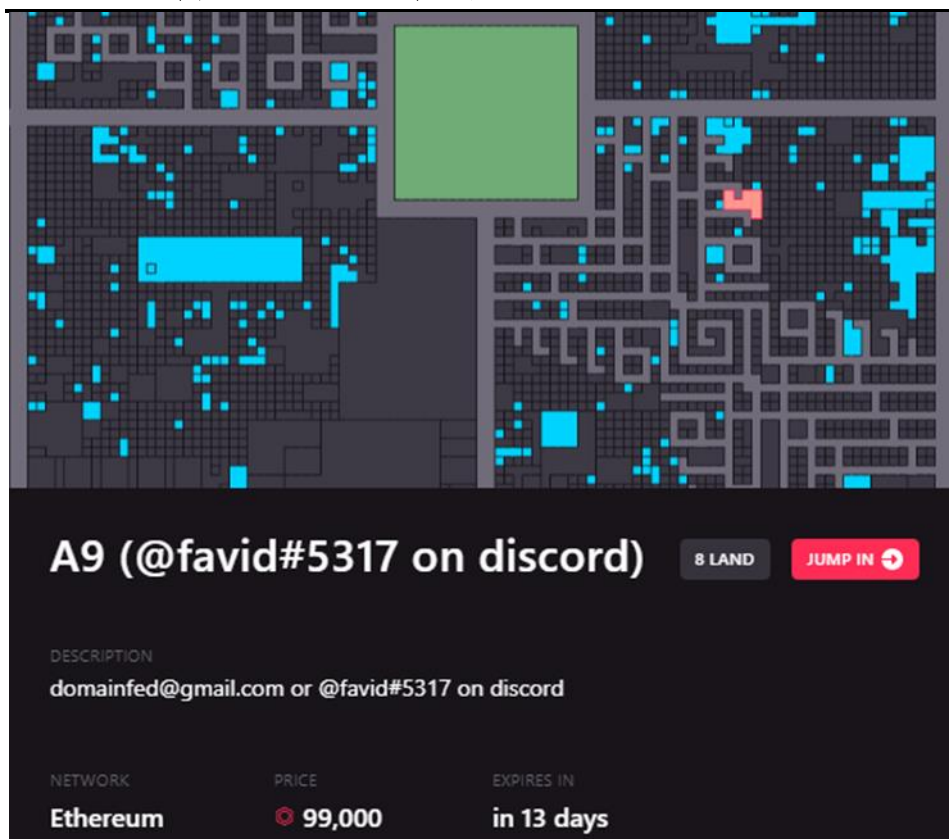 A9 (@favid#5317 on discord)
8 LAND
JUMP IN
DESCRIPTION
domainfed@gmail.com or @favid#5317 on discord
NETWORK PRICE EXPIRES IN
Ethereum 99,000 in 13 days